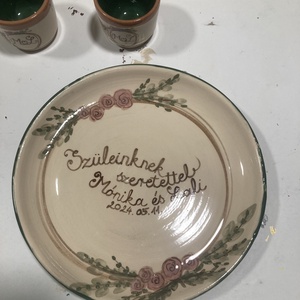 Szüleinknek
szeretettel
Mónika és Lali
2024.05.11